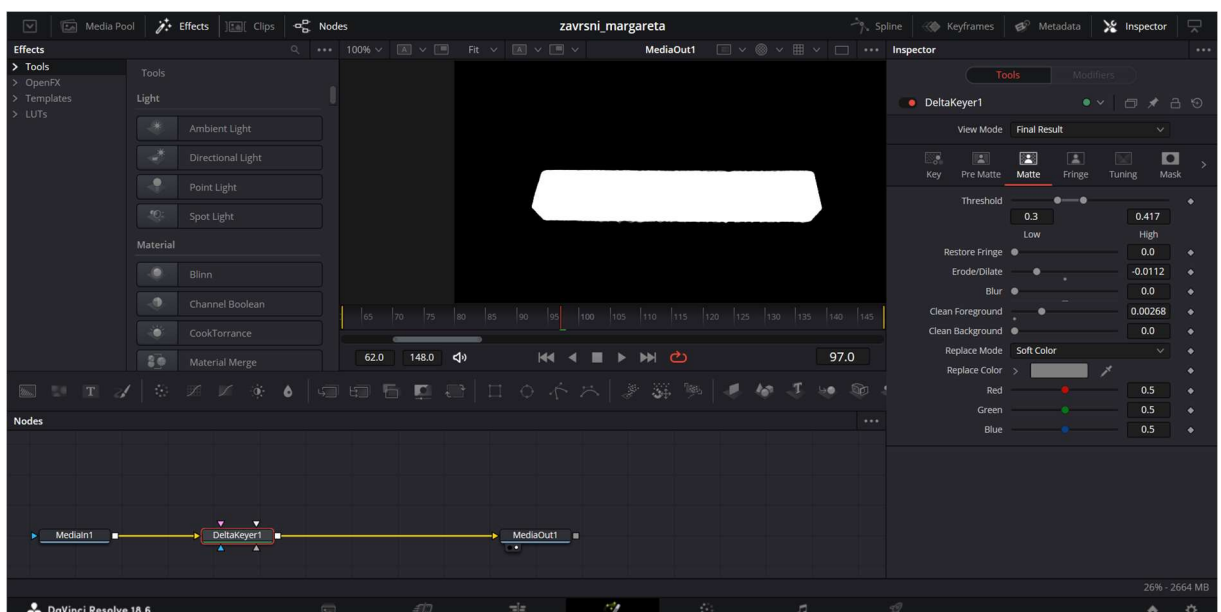 Media Pool Effects Clips Nodes zavrsni_margareta Spline Keyframes Metadata Inspector
Effects 100% Fit MediaOut1 Inspector
Tools
OpenFX
Templates
LUTs
Tools
Light
Ambient Light
Directional Light
Point Light
Spot Light
Material
Blinn
Channel Boolean
CookTorrance
Material Merge
65 70 75 80 85 90 95 100 105 110 115 120 125 130 135 140 145
62.0 148.0 97.0
Tools Modifiers
DeltaKeyer1
View Mode Final Result
Key Pre Matte Matte Fringe Tuning Mask
Threshold
0.3 0.417
Low High
Restore Fringe 0.0
Erode/Dilate -0.0112
Blur 0.0
Clean Foreground 0.00268
Clean Background 0.0
Replace Mode Soft Color
Replace Color
Red 0.5
Green 0.5
Blue 0.5
Nodes
MediaIn1 DeltaKeyer1 MediaOut1
26% - 2664 MB
DaVinci Resolve 18.6